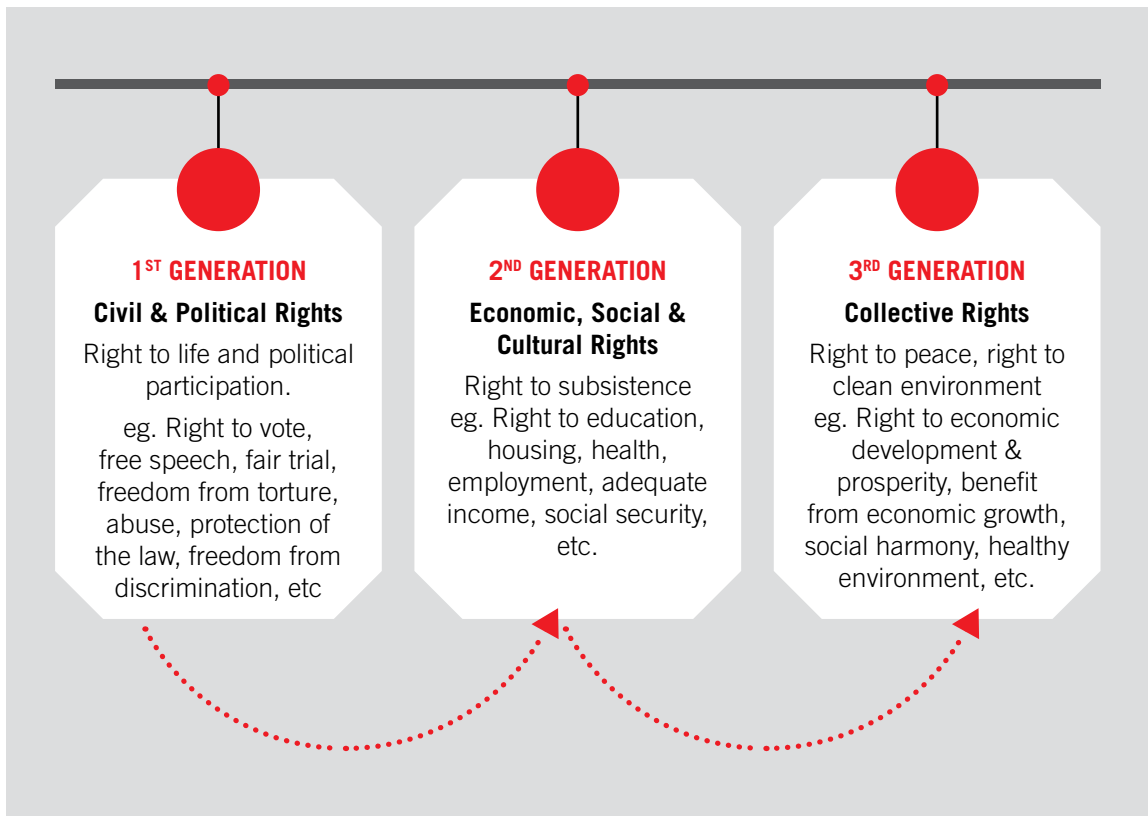 1ST GENERATION
Civil & Political Rights
Right to life and political
participation.
eg. Right to vote,
free speech, fair trial,
freedom from torture,
abuse, protection of
the law, freedom from
discrimination, etc
2ND GENERATION
Economic, Social &
Cultural Rights
Right to subsistence
eg. Right to education,
housing, health,
employment, adequate
income, social security,
etc.
3RD GENERATION
Collective Rights
Right to peace, right to
clean environment
eg. Right to economic
development &
prosperity, benefit
from economic growth,
social harmony, healthy
environment, etc.